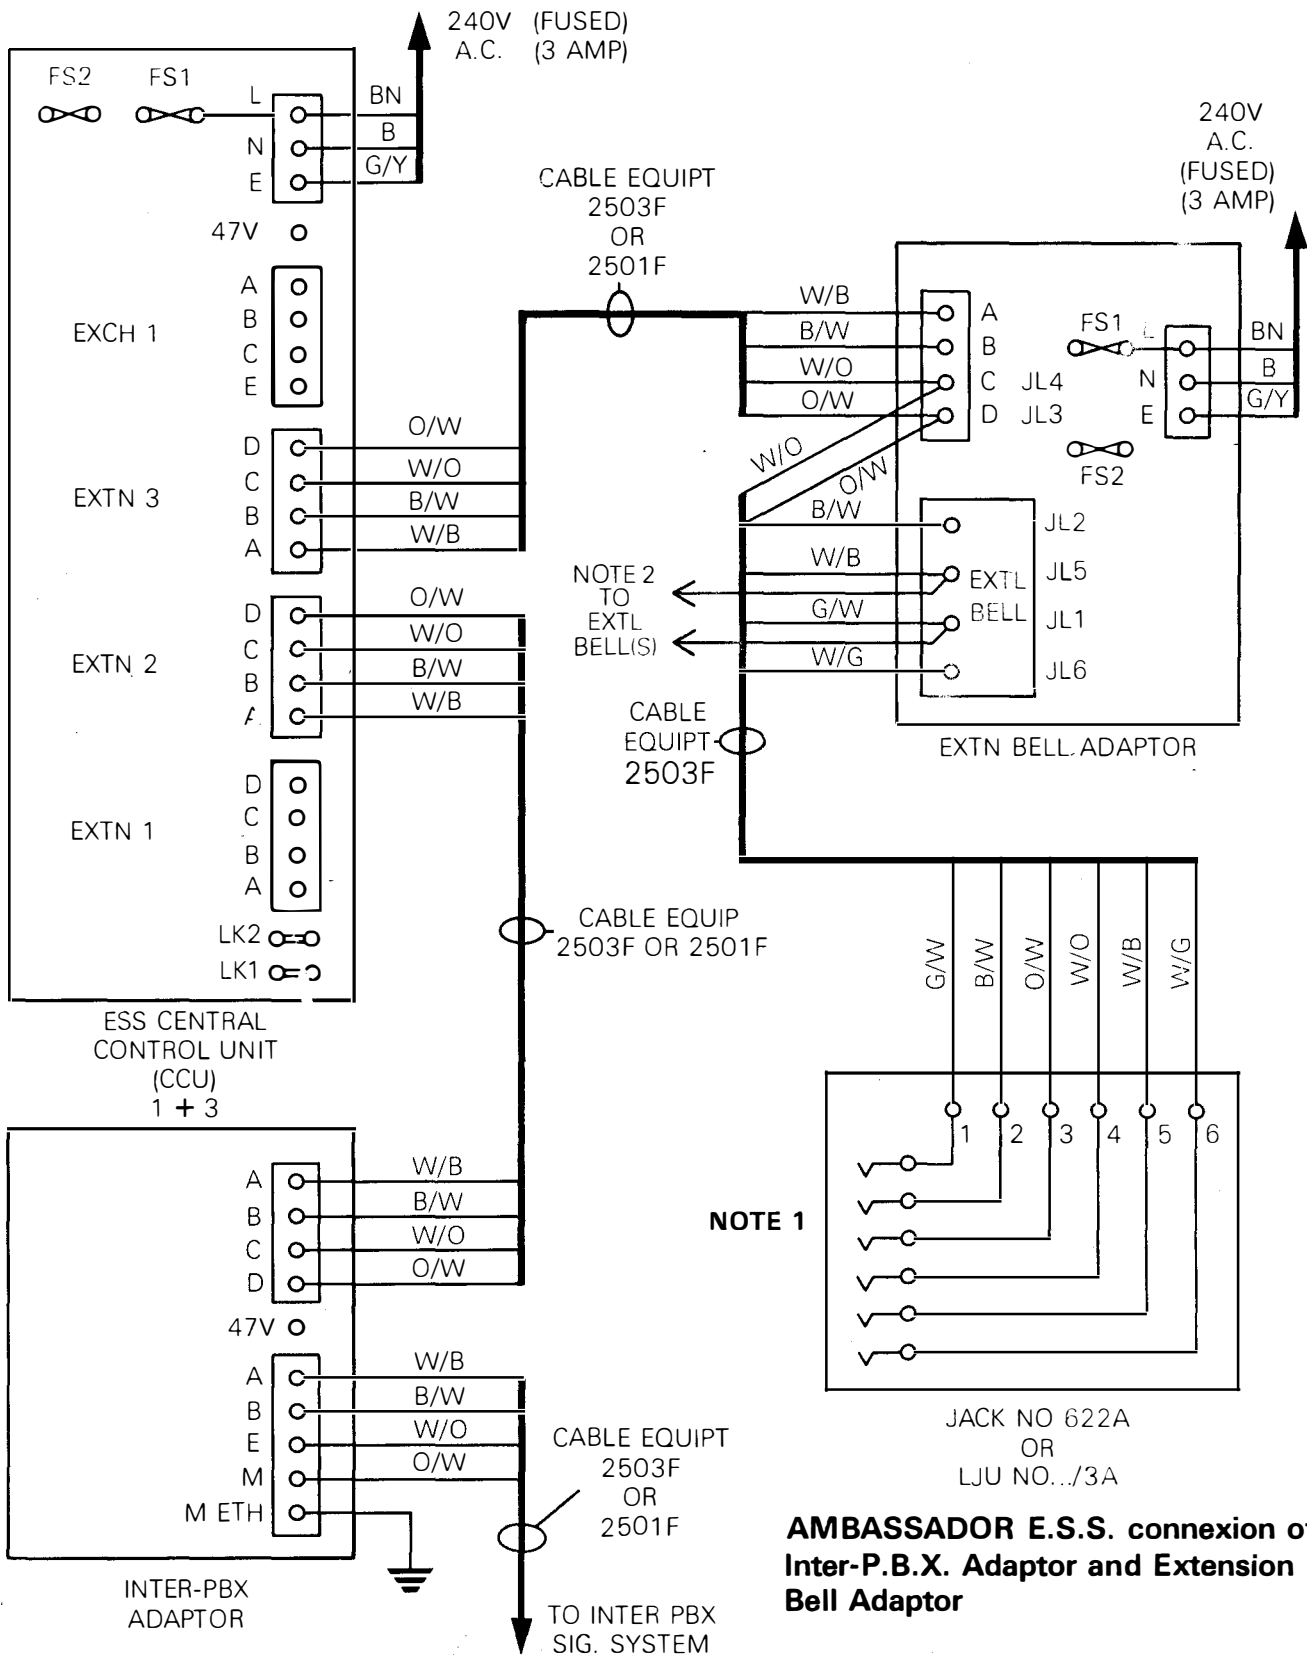 240V (FUSED)
A.C. (3 AMP)
FS2 FS1
L BN
N B
E G/Y
47V
A
B
EXCH 1
C
E
D O/W
C W/O
EXTN 3
B B/W
A W/B
D O/W
C W/O
EXTN 2
B B/W
A W/B
D
C
EXTN 1
B
A
LK2
LK1
ESS CENTRAL
CONTROL UNIT
(CCU)
1 + 3
CABLE EQUIPT
2503F
OR
2501F
240V
A.C.
(FUSED)
(3 AMP)
W/B A
B/W B
W/O C JL4
O/W D JL3
FS1 L BN
N B
E G/Y
FS2
W/O
O/W
B/W JL2
W/B JL5
G/W JL1
W/G JL6
EXTL
BELL
NOTE 2
TO
EXTL
BELL(S)
CABLE
EQUIPT
2503F
EXTN BELL ADAPTOR
CABLE EQUIP
2503F OR 2501F
G/W B/W O/W W/O W/B W/G
1 2 3 4 5 6
NOTE 1
JACK NO 622A
OR
LJU NO.../3A
A W/B
B B/W
C W/O
D O/W
47V
A W/B
B B/W
E W/O
M O/W
M ETH
INTER-PBX
ADAPTOR
CABLE EQUIPT
2503F
OR
2501F
TO INTER PBX
SIG. SYSTEM
AMBASSADOR E.S.S. connexion o
Inter-P.B.X. Adaptor and Extension
Bell Adaptor